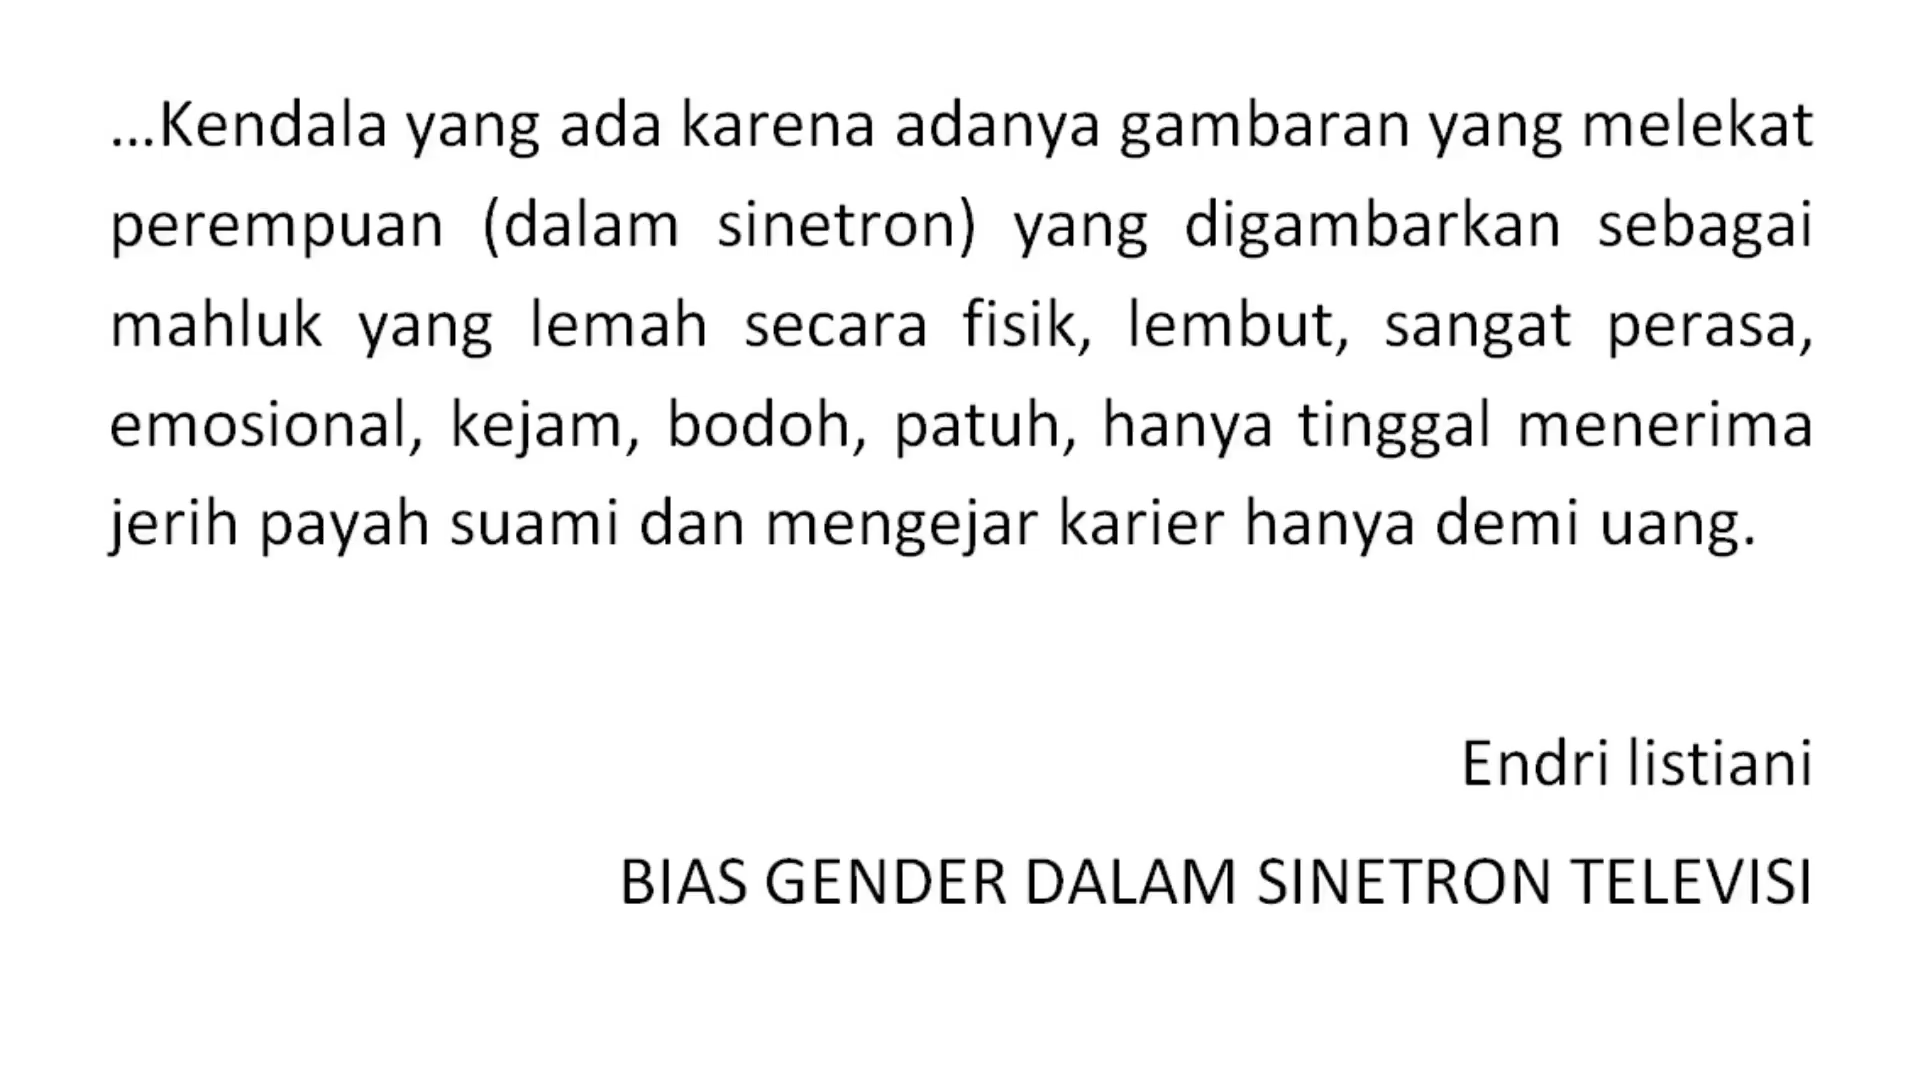 ...Kendala yang ada karena adanya gambaran yang melekat
perempuan (dalam sinetron) yang digambarkan sebagai
mahluk yang lemah secara fisik, lembut, sangat perasa,
emosional, kejam, bodoh, patuh, hanya tinggal menerima
jerih payah suami dan mengejar karier hanya demi uang.
Endri listiani
BIAS GENDER DALAM SINETRON TELEVISI